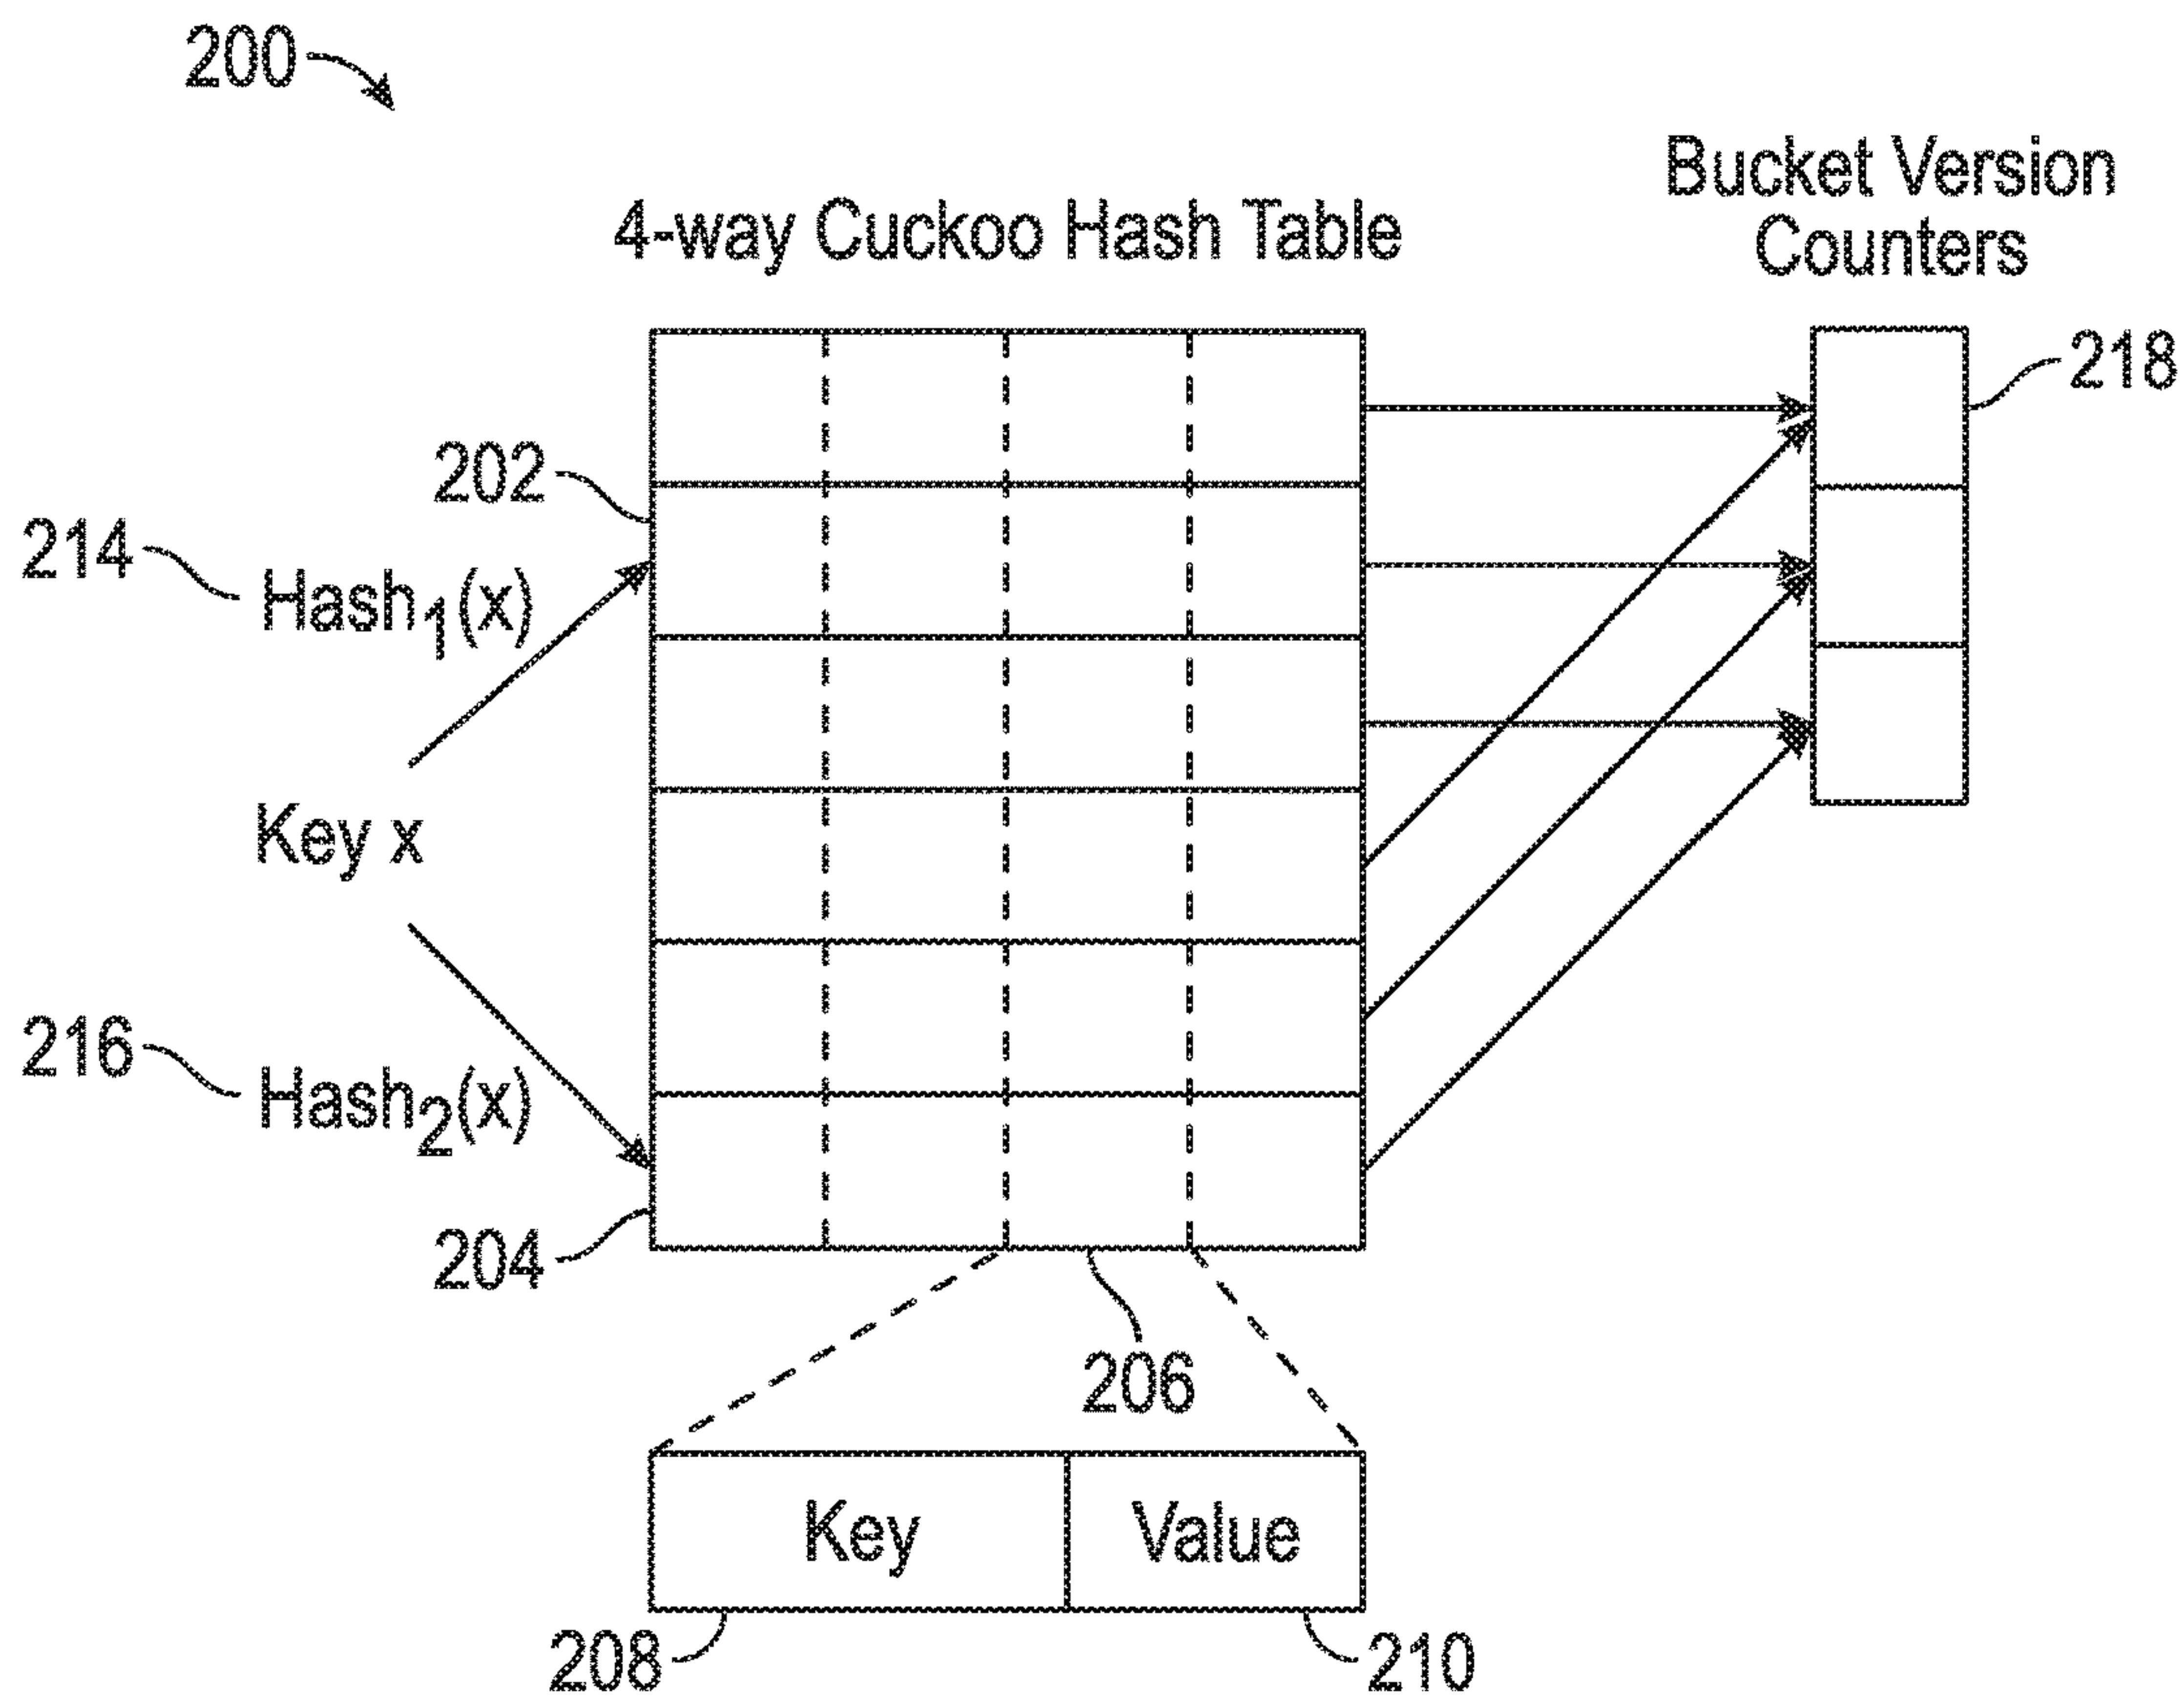 200
Bucket Version
Counters
4-way Cuckoo Hash Table
218
202
214
Hash1(x)
Key x
216
Hash2(x)
204
206
Key
Value
208
210